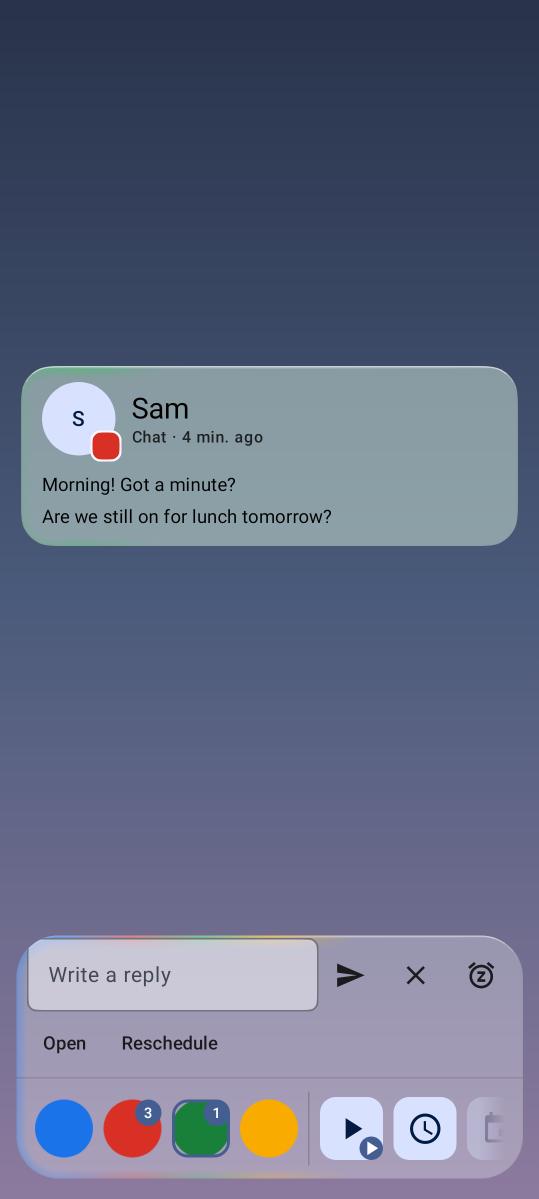 S
Sam
Chat · 4 min. ago
Morning! Got a minute?
Are we still on for lunch tomorrow?
Write a reply
Open Reschedule
3 1